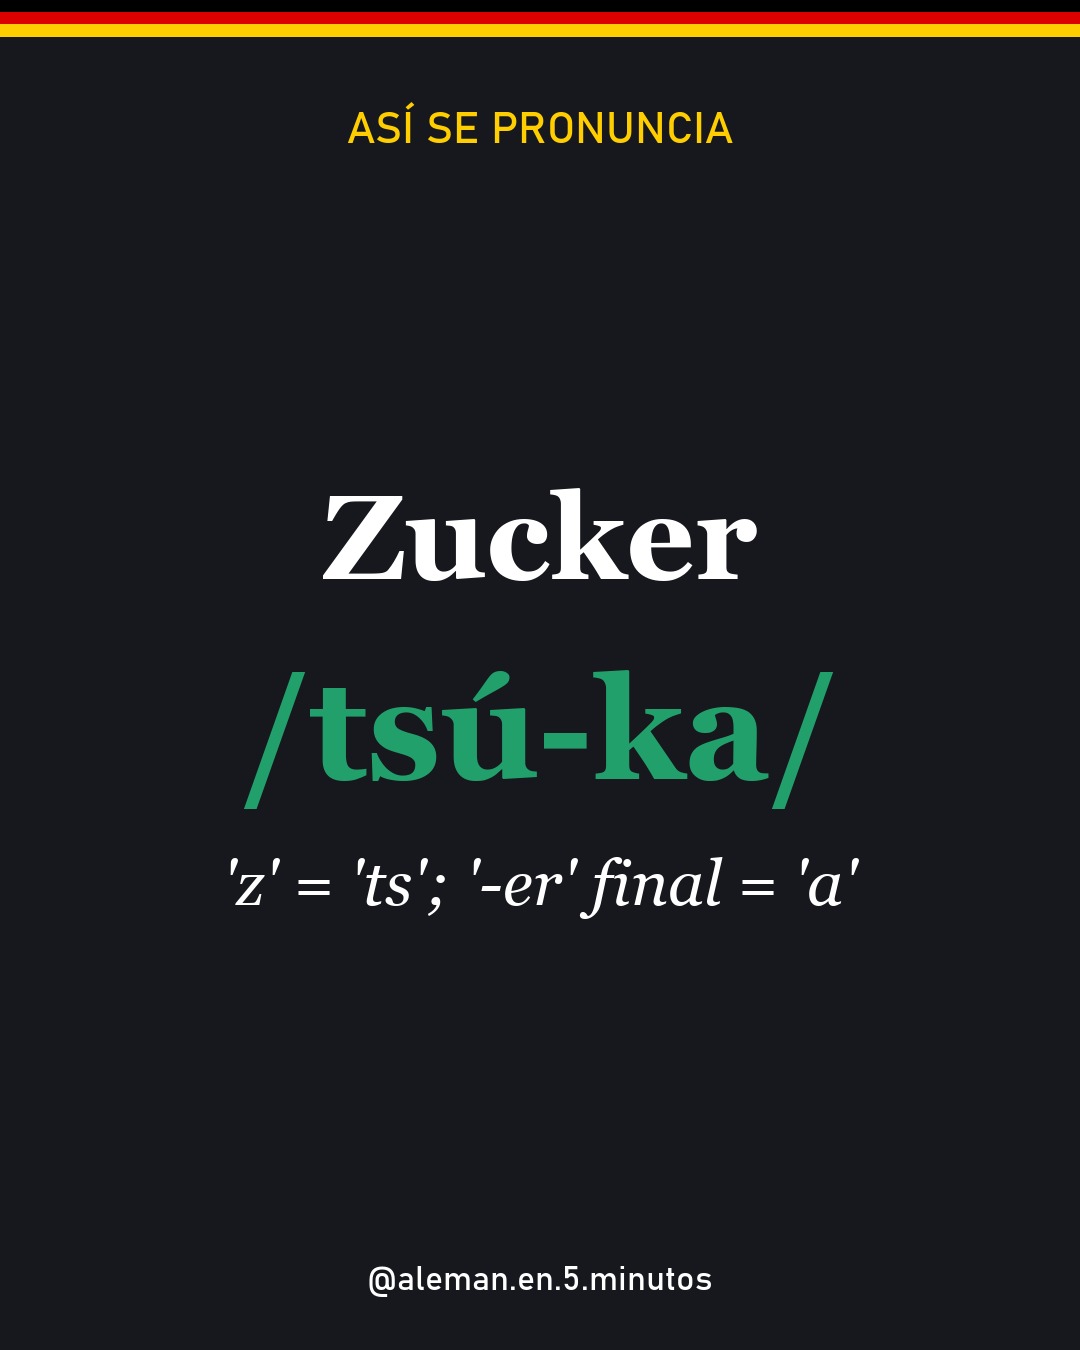 ASÍ SE PRONUNCIA
Zucker
/tsú-ka/
'z' = 'ts'; '-er' final = 'a'
@aleman.en.5.minutos